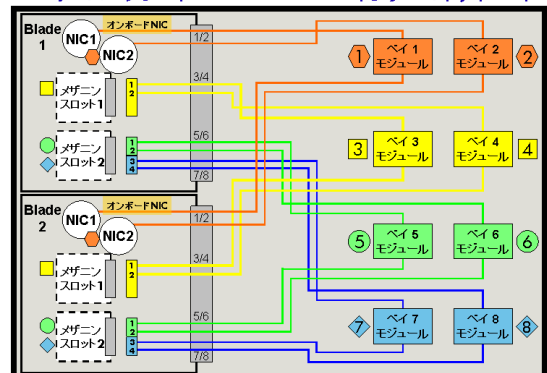 Blade
1
NIC1
オンボードNIC
NIC2
1/2
メザニン
スロット1
1
2
3/4
メザニン
スロット2
1
2
3
4
5/6
7/8
Blade
2
NIC1
オンボードNIC
NIC2
1/2
メザニン
スロット1
1
2
3/4
メザニン
スロット2
1
2
3
4
5/6
7/8
1
ベイ 1
モジュール
ベイ 2
モジュール
2
3
ベイ 3
モジュール
ベイ 4
モジュール
4
5
ベイ 5
モジュール
ベイ 6
モジュール
6
7
ベイ 7
モジュール
ベイ 8
モジュール
8